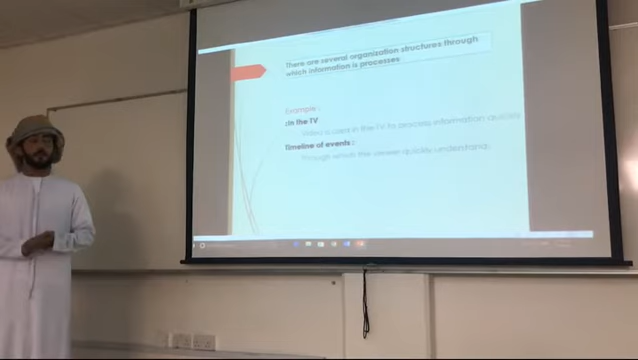 There are several organization structures through
which information is processes
Example :
:In the TV
Video is used in the TV to process information quickly
Timeline of events :
Through which the viewer quickly understand.